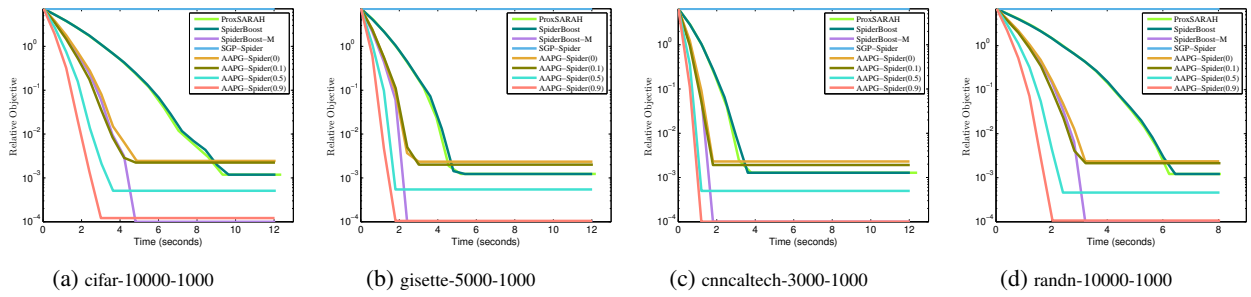 ProxSARAH
SpiderBoost
SpiderBoost-M
SGP-Spider
AAPG-Spider(0)
AAPG-Spider(0.1)
AAPG-Spider(0.5)
AAPG-Spider(0.9)
Relative Objective
10^0
10^-1
10^-2
10^-3
10^-4
0 2 4 6 8 10 12
Time (seconds)
(a) cifar-10000-1000
ProxSARAH
SpiderBoost
SpiderBoost-M
SGP-Spider
AAPG-Spider(0)
AAPG-Spider(0.1)
AAPG-Spider(0.5)
AAPG-Spider(0.9)
Relative Objective
10^0
10^-1
10^-2
10^-3
10^-4
0 2 4 6 8 10 12
Time (seconds)
(b) gisette-5000-1000
ProxSARAH
SpiderBoost
SpiderBoost-M
SGP-Spider
AAPG-Spider(0)
AAPG-Spider(0.1)
AAPG-Spider(0.5)
AAPG-Spider(0.9)
Relative Objective
10^0
10^-1
10^-2
10^-3
10^-4
0 2 4 6 8 10 12
Time (seconds)
(c) cnncaltech-3000-1000
ProxSARAH
SpiderBoost
SpiderBoost-M
SGP-Spider
AAPG-Spider(0)
AAPG-Spider(0.1)
AAPG-Spider(0.5)
AAPG-Spider(0.9)
Relative Objective
10^0
10^-1
10^-2
10^-3
10^-4
0 2 4 6 8
Time (seconds)
(d) randn-10000-1000